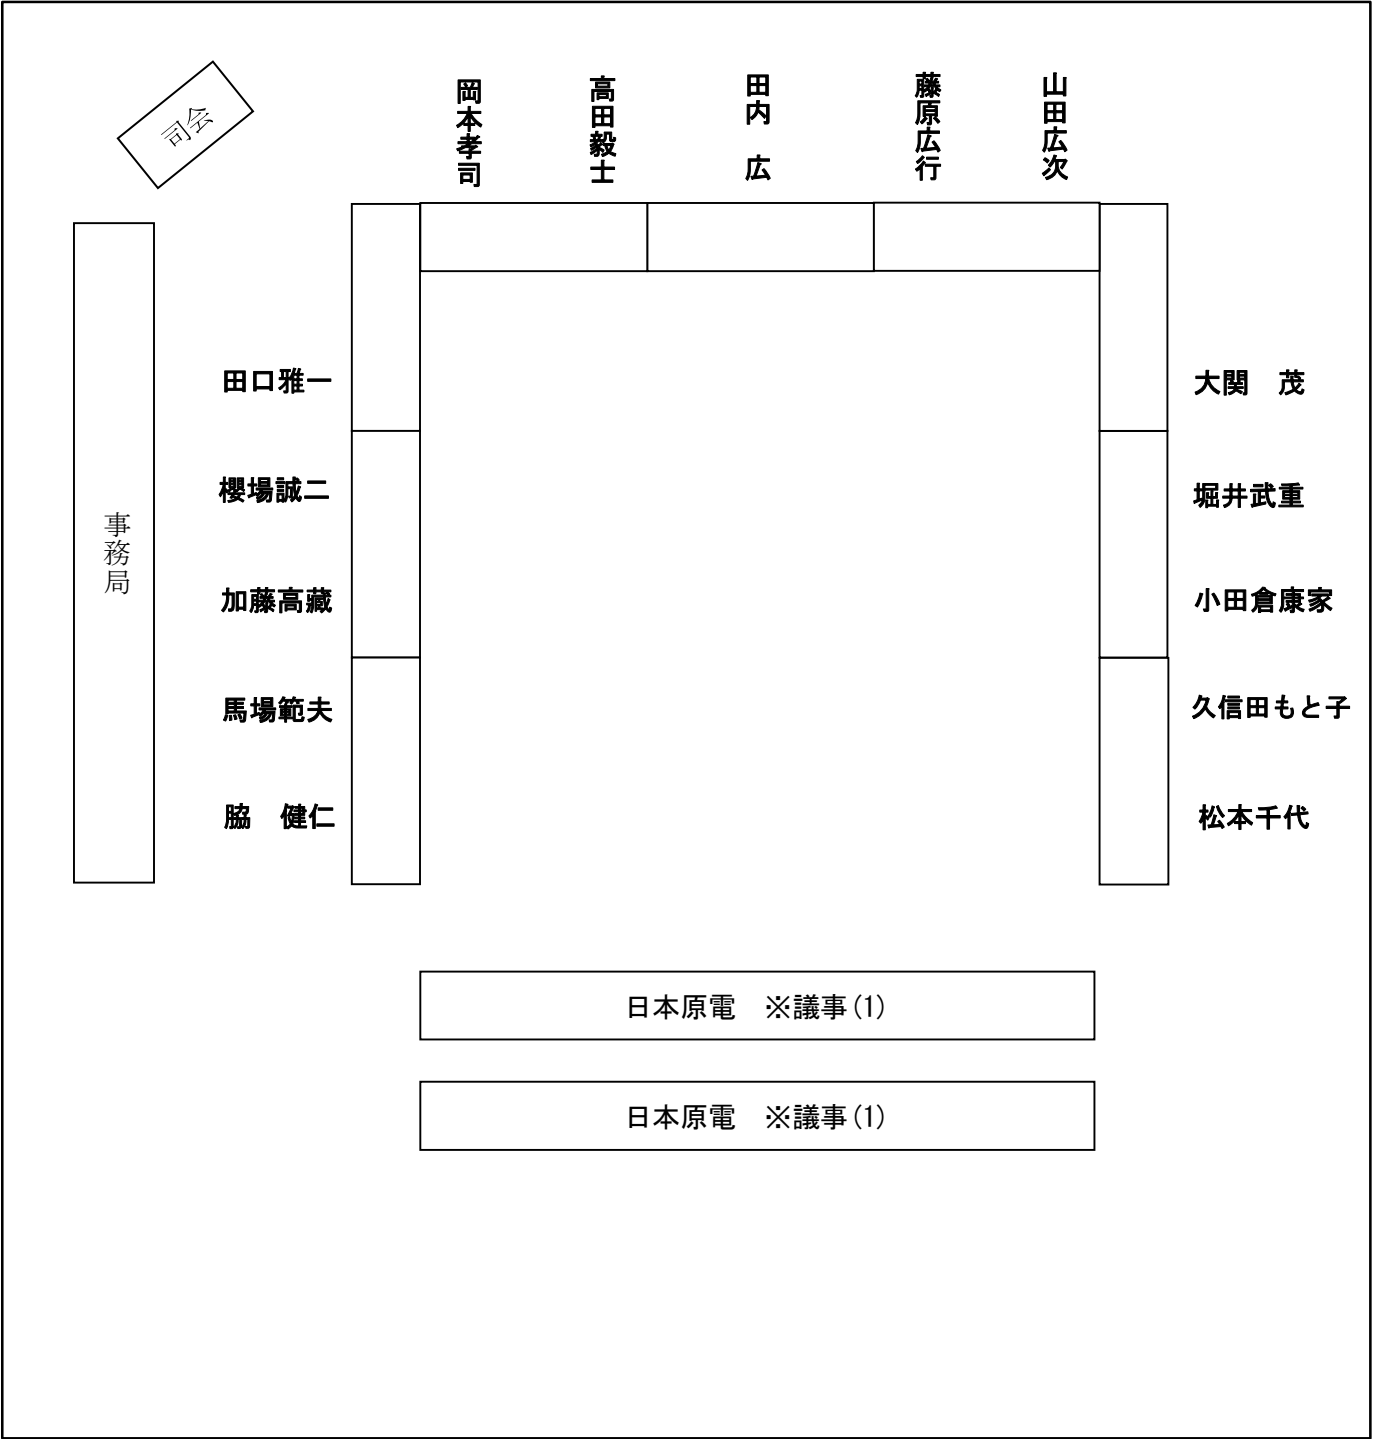 司会
岡本孝司
高田毅士
田内　広
藤原広行
山田広次
事務局
田口雅一
櫻場誠二
加藤高藏
馬場範夫
脇　健仁
大関　茂
堀井武重
小田倉康家
久信田もと子
松本千代
日本原電　※議事(1)
日本原電　※議事(1)